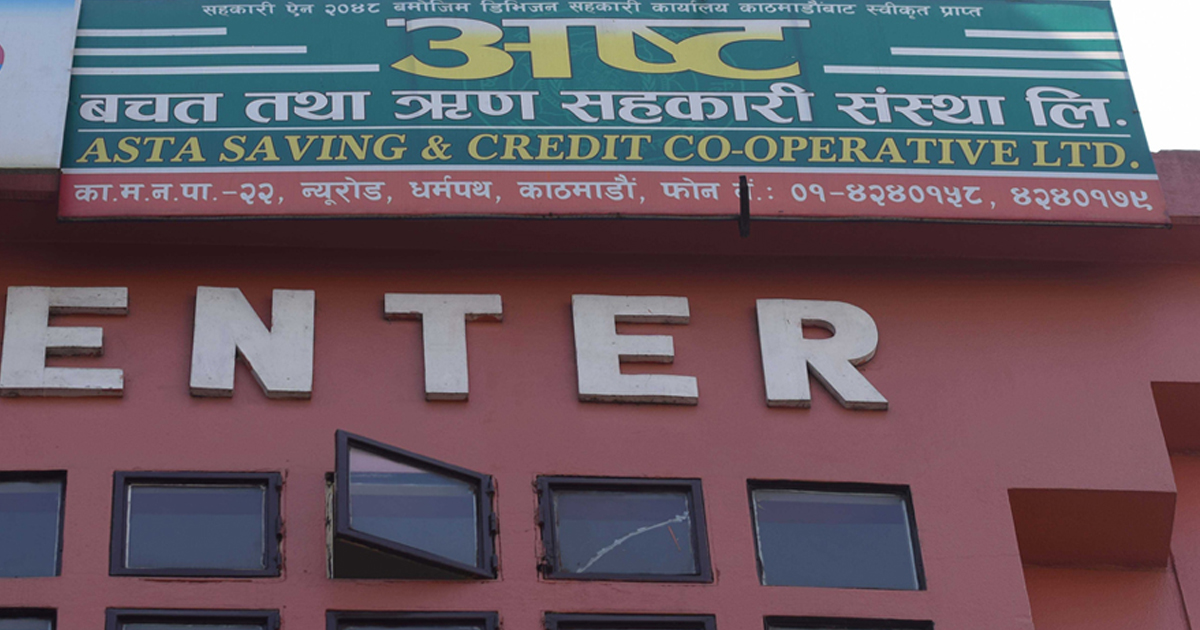 सहकारी ऐन २०४८ बमोजिम डिभिजन सहकारी कार्यालय काठमाडौंबाट स्वीकृत प्राप्त
अष्ट
बचत तथा ऋण सहकारी संस्था लि.
ASTA SAVING & CREDIT CO-OPERATIVE LTD.
का.म.न.पा.-२२, न्यूरोड, धर्मपथ, काठमाडौं, फोन नं.: ०१-४२४०१५८, ४२४०१७९
ENTER